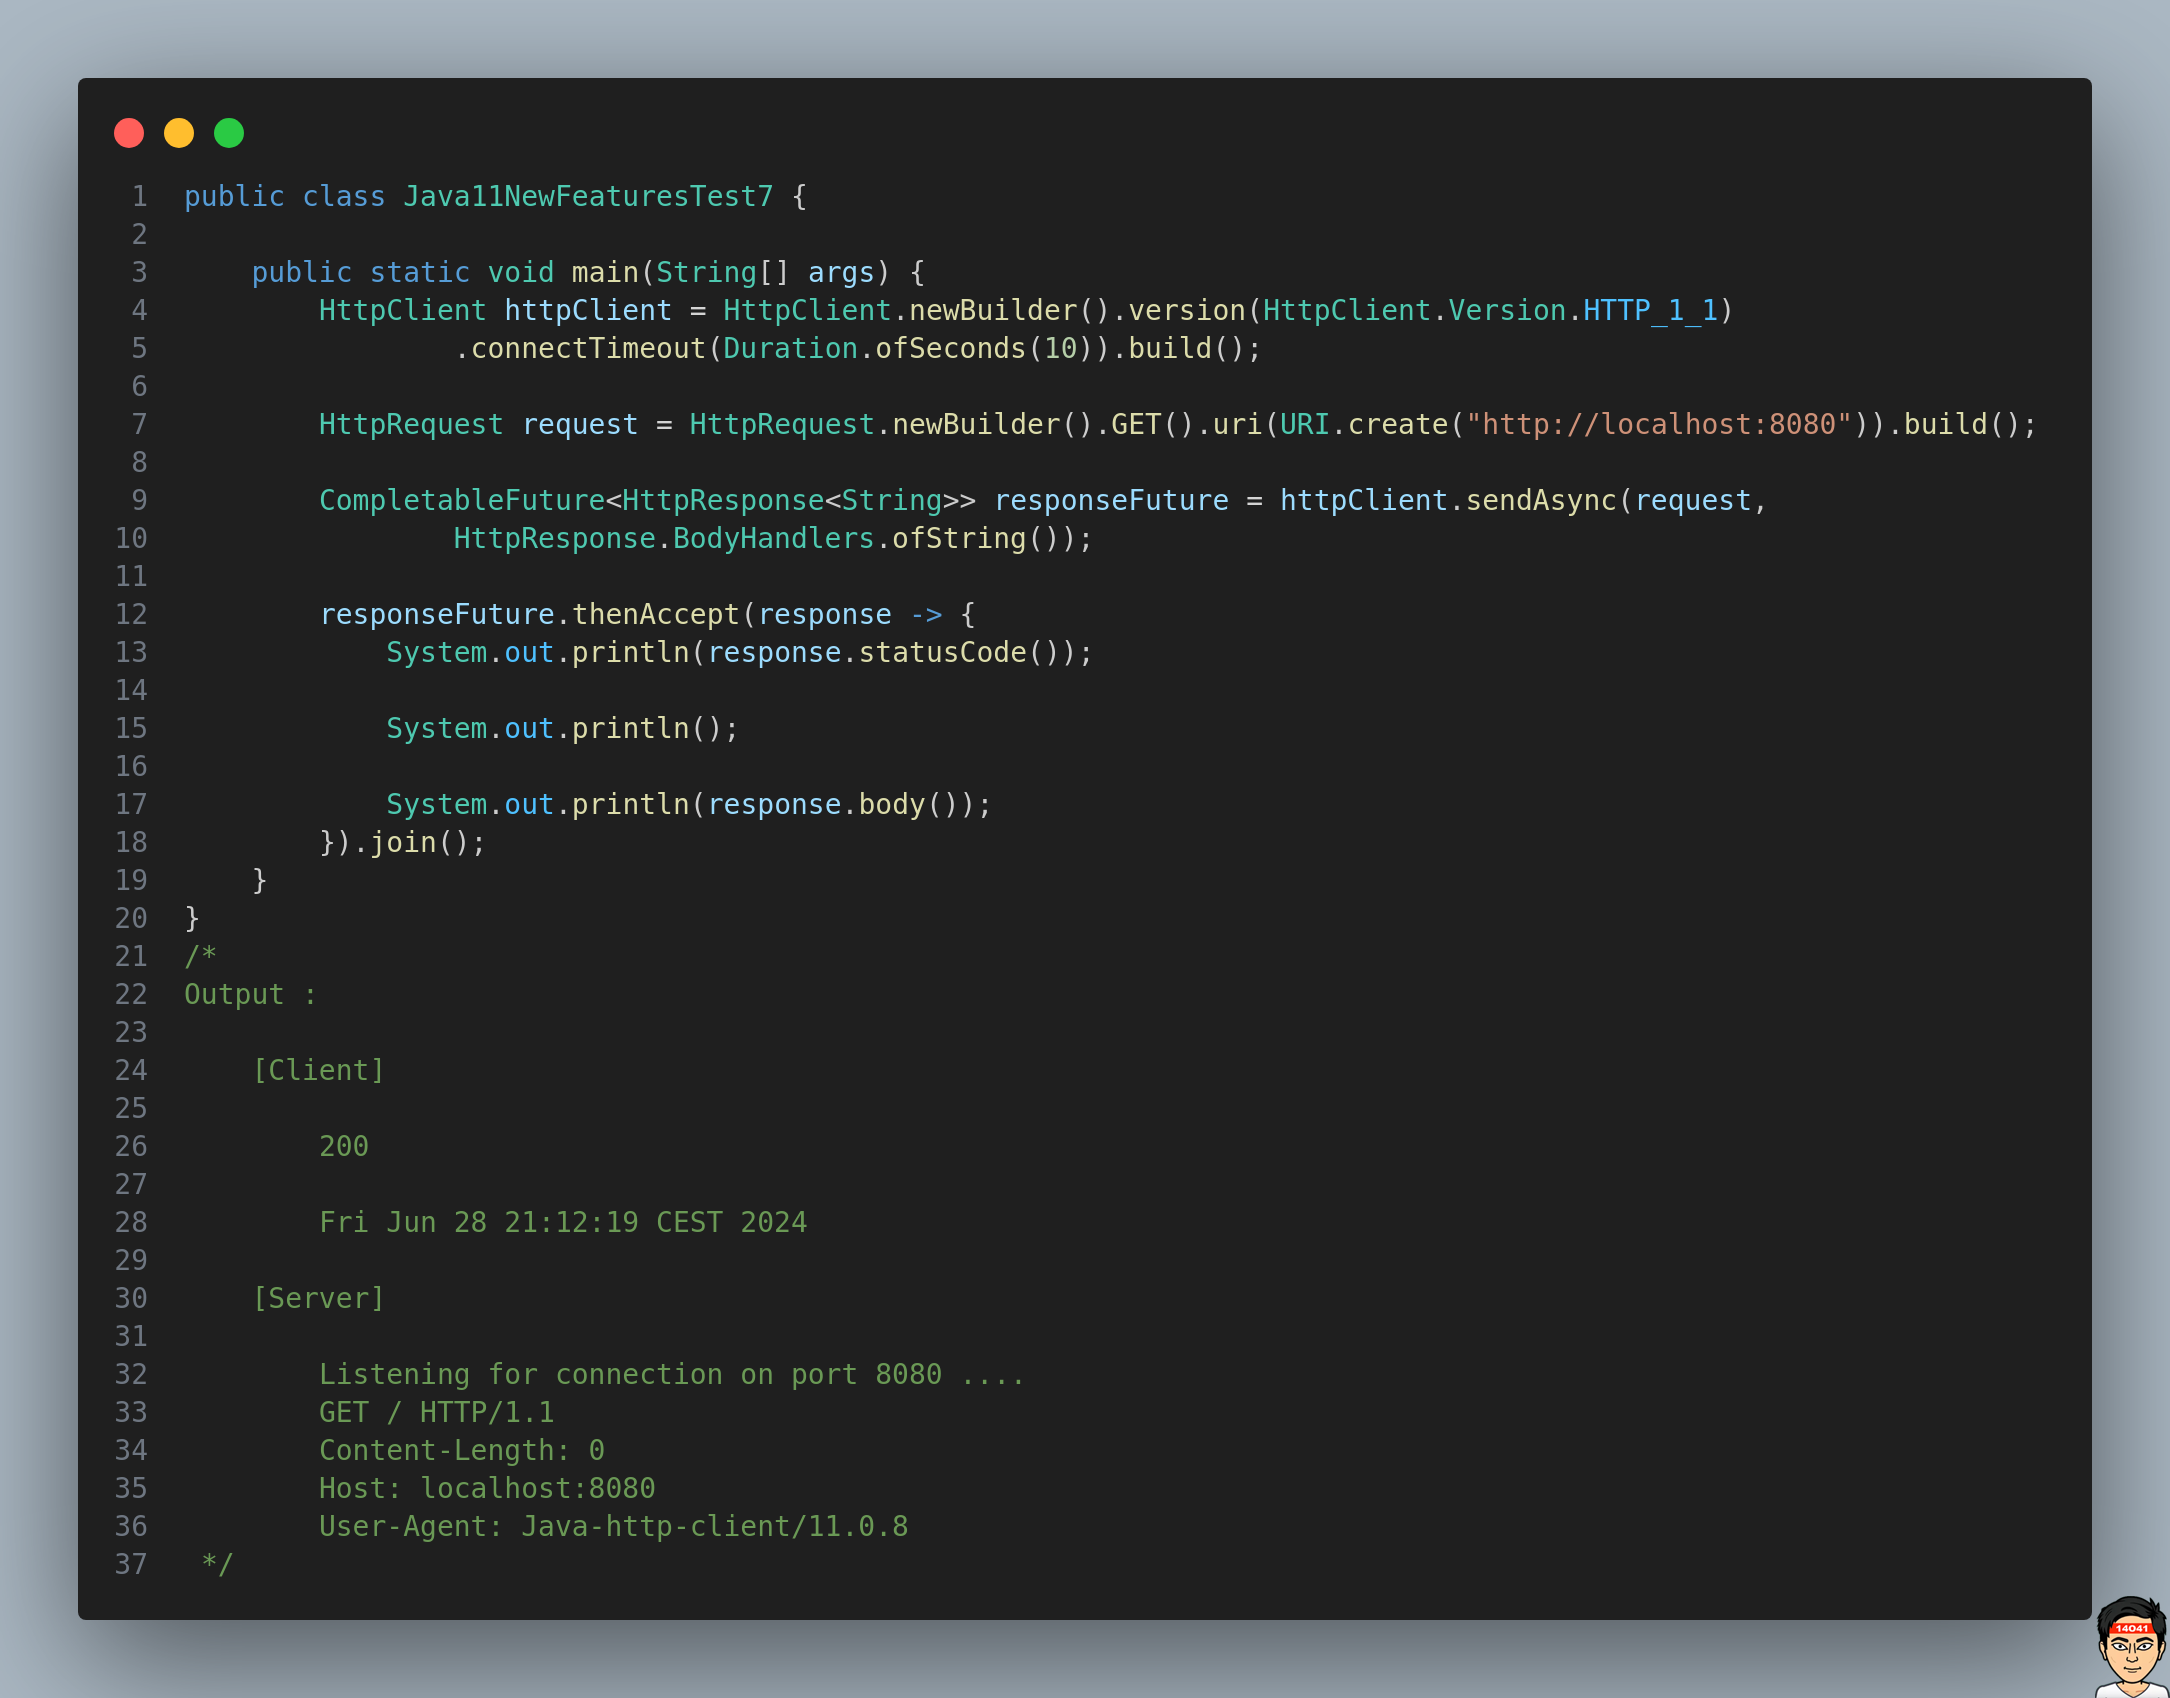 1 public class Java11NewFeaturesTest7 {
2
3     public static void main(String[] args) {
4         HttpClient httpClient = HttpClient.newBuilder().version(HttpClient.Version.HTTP_1_1)
5                 .connectTimeout(Duration.ofSeconds(10)).build();
6
7         HttpRequest request = HttpRequest.newBuilder().GET().uri(URI.create("http://localhost:8080")).build();
8
9         CompletableFuture<HttpResponse<String>> responseFuture = httpClient.sendAsync(request,
10                 HttpResponse.BodyHandlers.ofString());
11
12         responseFuture.thenAccept(response -> {
13             System.out.println(response.statusCode());
14
15             System.out.println();
16
17             System.out.println(response.body());
18         }).join();
19     }
20 }
21 /*
22 Output :
23
24     [Client]
25
26         200
27
28         Fri Jun 28 21:12:19 CEST 2024
29
30     [Server]
31
32         Listening for connection on port 8080 ....
33         GET / HTTP/1.1
34         Content-Length: 0
35         Host: localhost:8080
36         User-Agent: Java-http-client/11.0.8
37  */
14041